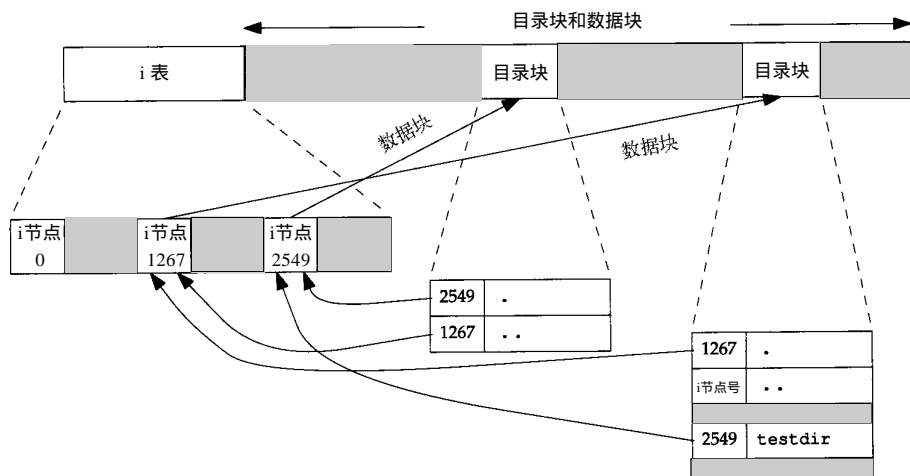 目录块和数据块
i 表
目录块
目录块
数据块
数据块
i节点
0
i节点
1267
i节点
2549
2549 .
1267 ..
1267 .
i节点号 ..
2549 testdir